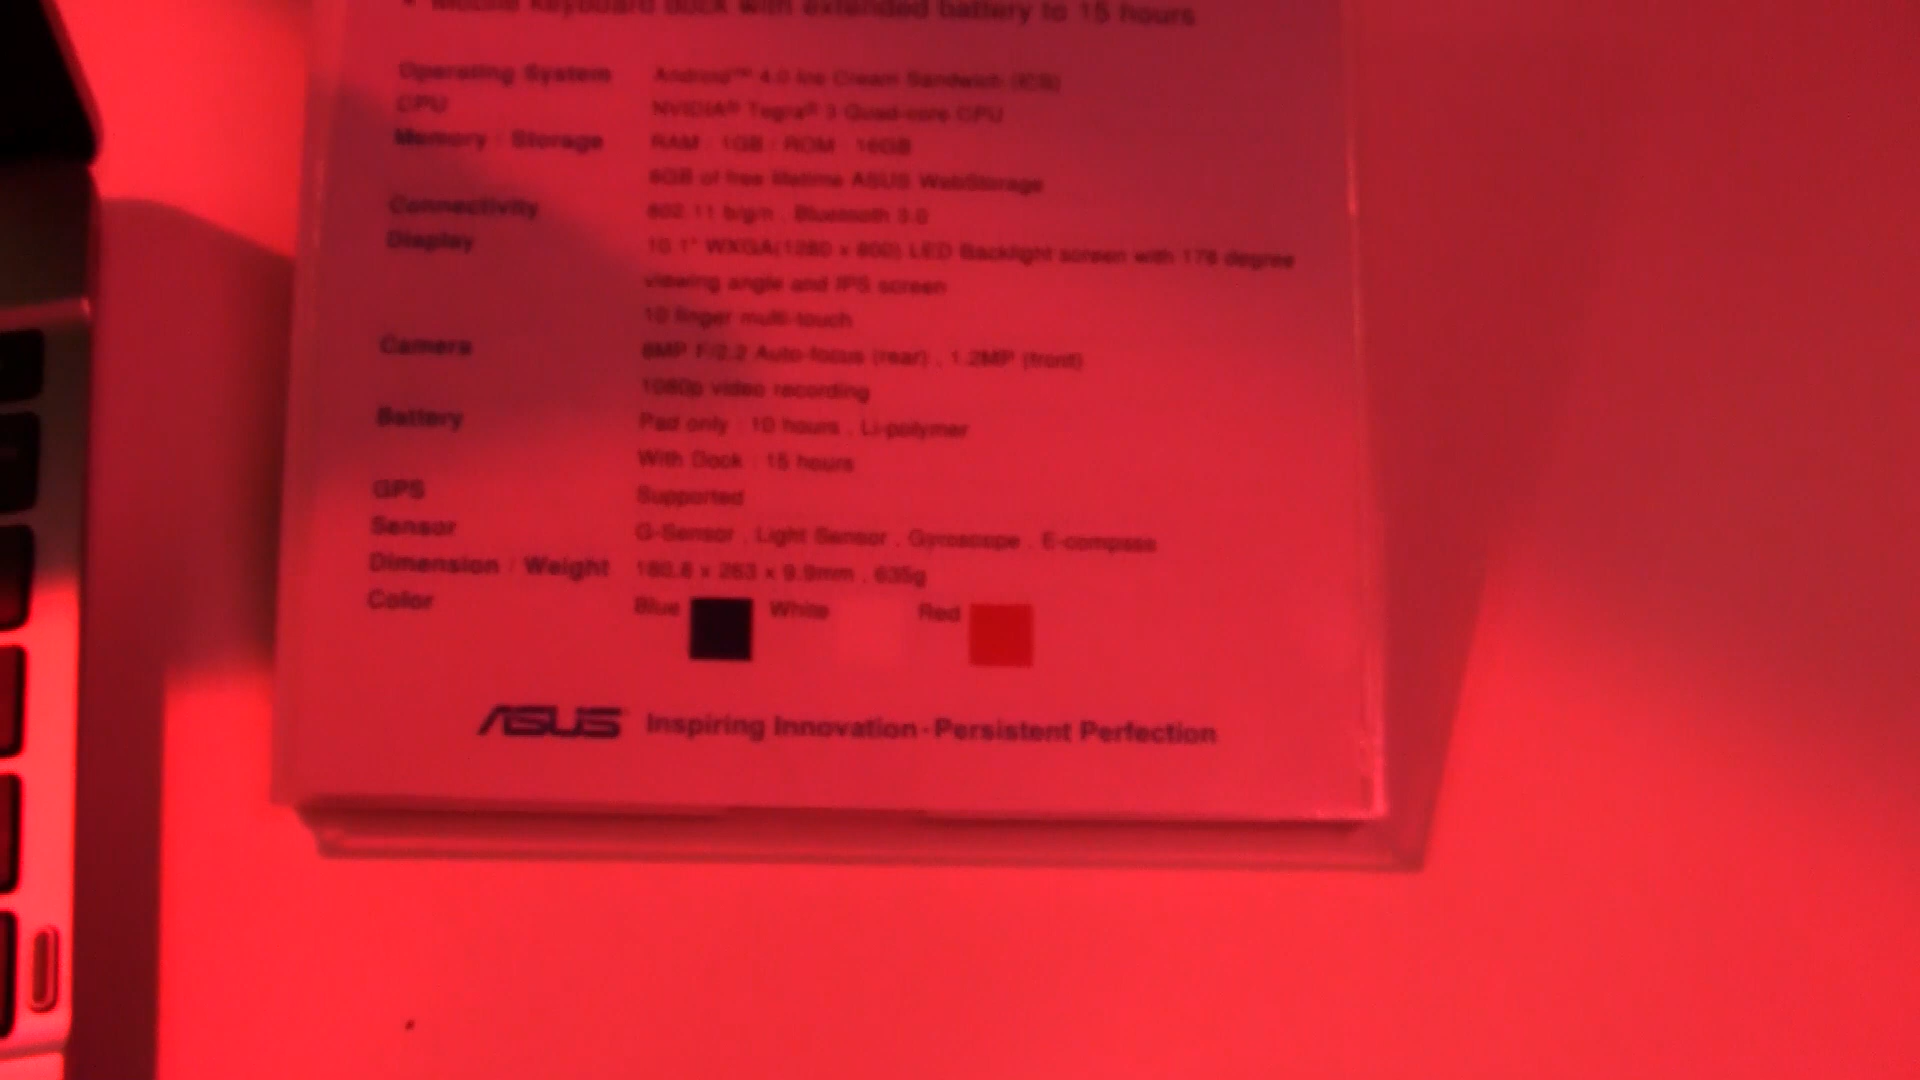 • Mobile keyboard dock with extended battery to 15 hours
Operating System Android™ 4.0 Ice Cream Sandwich (ICS)
CPU NVIDIA® Tegra® 3 Quad-core CPU
Memory / Storage RAM : 1GB / ROM : 16GB
8GB of free lifetime ASUS WebStorage
Connectivity 802.11 b/g/n , Bluetooth 3.0
Display 10.1" WXGA(1280 x 800) LED Backlight screen with 178 degree
viewing angle and IPS screen
10 finger multi-touch
Camera 8MP F/2.2 Auto-focus (rear) , 1.2MP (front)
1080p video recording
Battery Pad only : 10 hours , Li-polymer
With Dock : 15 hours
GPS Supported
Sensor G-Sensor , Light Sensor , Gyroscope , E-compass
Dimension / Weight 180.8 x 263 x 9.9mm , 635g
Color Blue White Red
ASUS Inspiring Innovation · Persistent Perfection